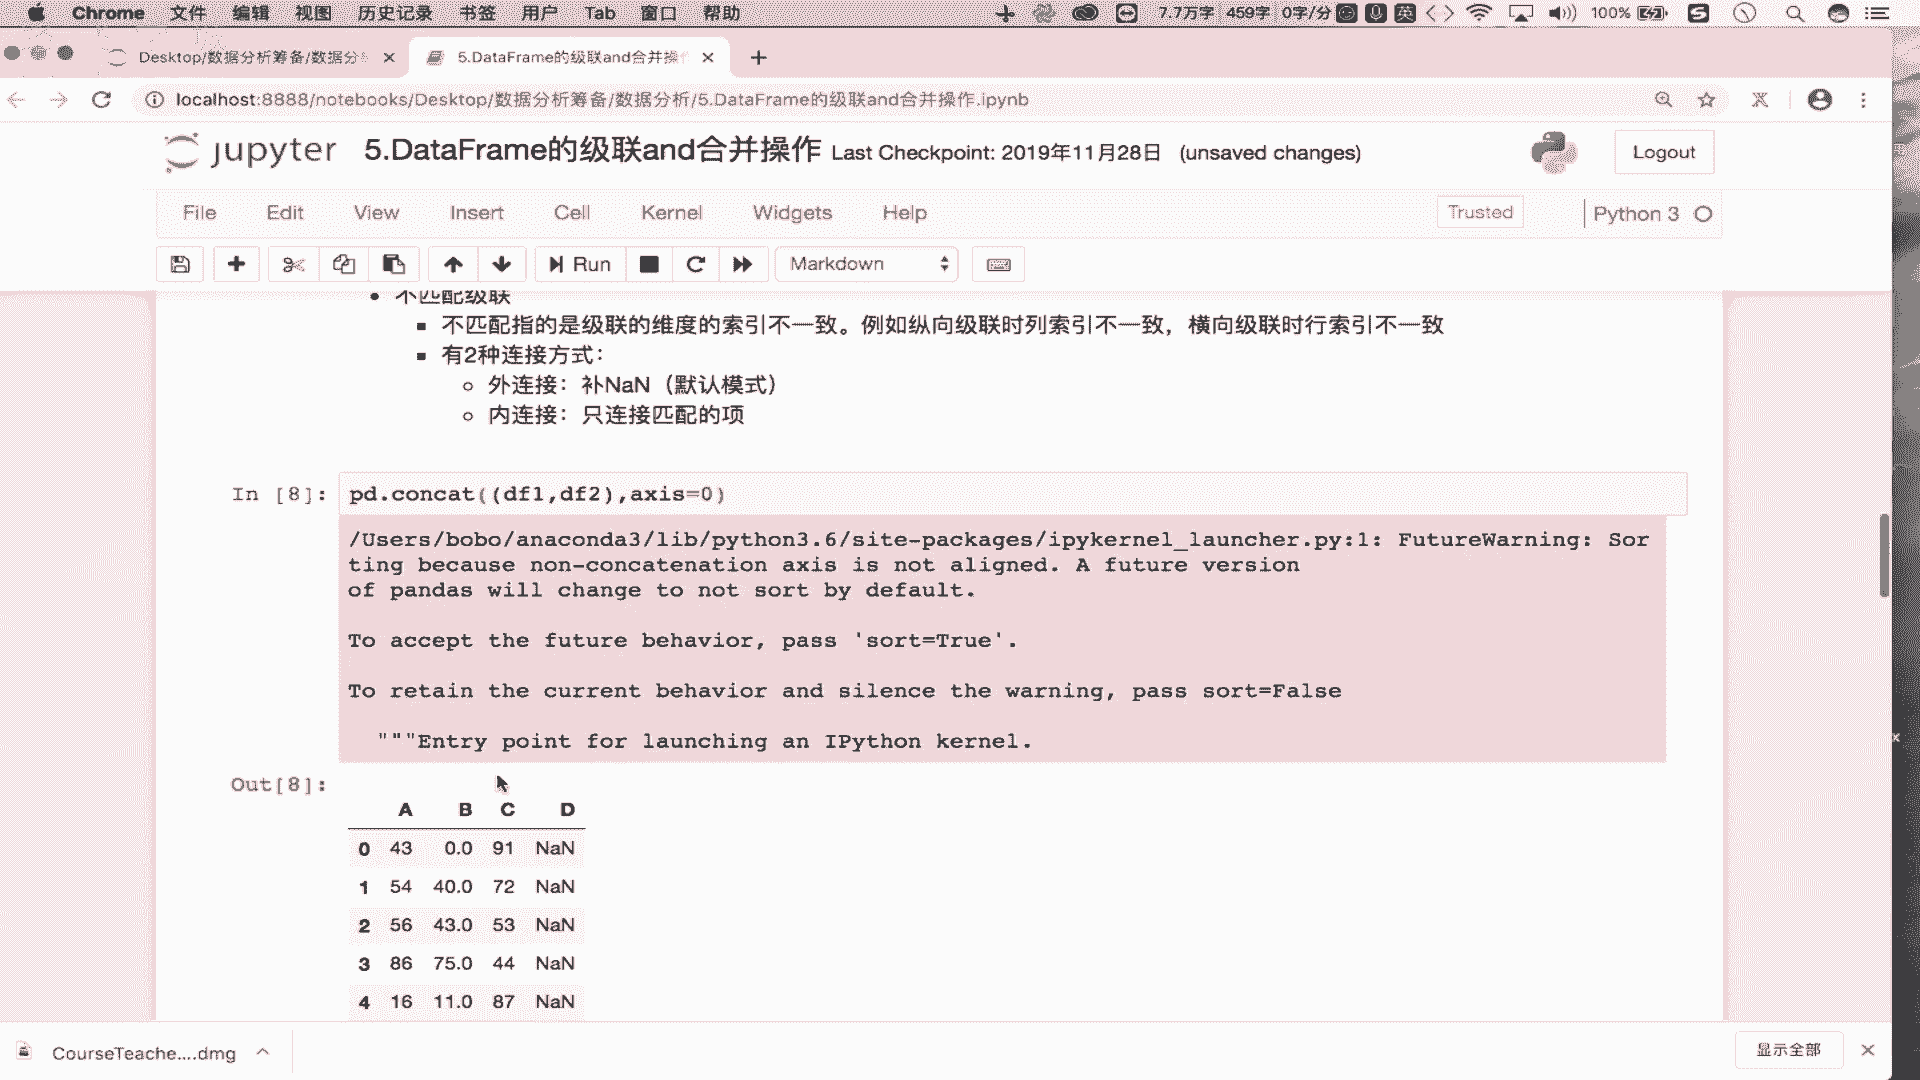 Chrome 文件 编辑 视图 历史记录 书签 用户 Tab 窗口 帮助 7.7万字 459字 0字/分 英 100%
Desktop/数据分析筹备/数据分 5.DataFrame的级联and合并操
localhost:8888/notebooks/Desktop/数据分析筹备/数据分析/5.DataFrame的级联and合并操作.ipynb
jupyter 5.DataFrame的级联and合并操作 Last Checkpoint: 2019年11月28日 (unsaved changes) Logout
File Edit View Insert Cell Kernel Widgets Help Trusted Python 3
Run Markdown
不匹配级联
不匹配指的是级联的维度的索引不一致。例如纵向级联时列索引不一致，横向级联时行索引不一致
有2种连接方式：
外连接：补NaN（默认模式）
内连接：只连接匹配的项
In [8]: pd.concat((df1,df2),axis=0)
/Users/bobo/anaconda3/lib/python3.6/site-packages/ipykernel_launcher.py:1: FutureWarning: Sor
ting because non-concatenation axis is not aligned. A future version
of pandas will change to not sort by default.
To accept the future behavior, pass 'sort=True'.
To retain the current behavior and silence the warning, pass sort=False
"""Entry point for launching an IPython kernel.
Out[8]:
A B C D
0 43 0.0 91 NaN
1 54 40.0 72 NaN
2 56 43.0 53 NaN
3 86 75.0 44 NaN
4 16 11.0 87 NaN
CourseTeache....dmg 显示全部